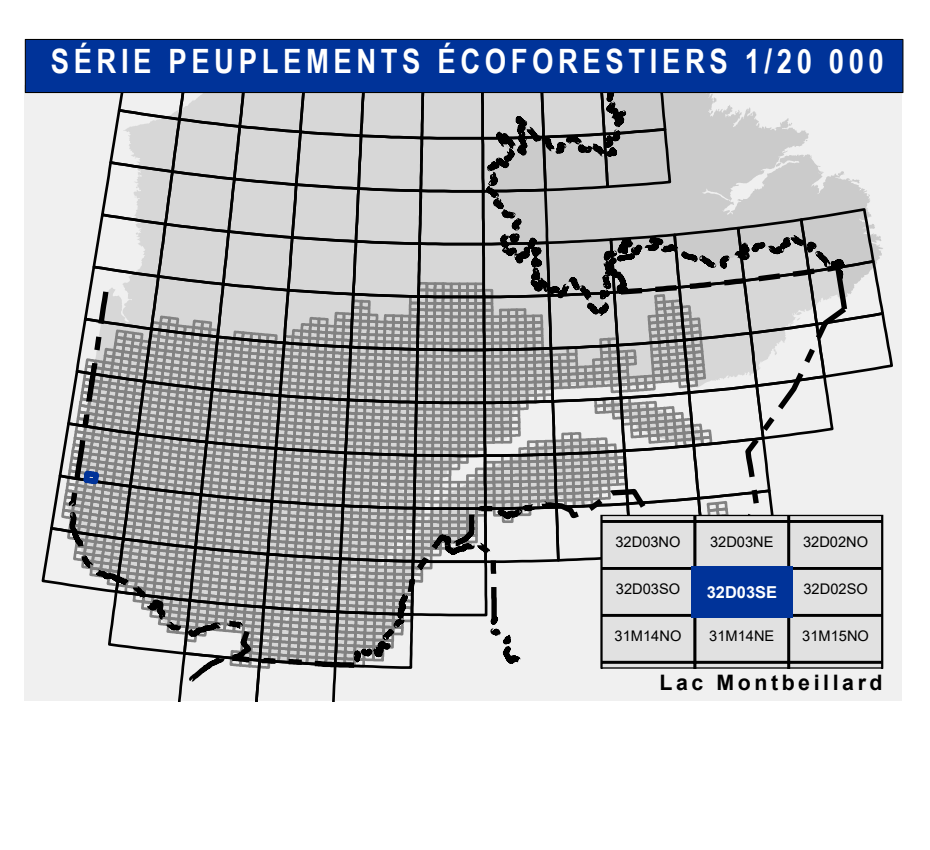 SÉRIE PEUPLEMENTS ÉCOFORESTIERS 1/20 000
32D03NO 32D03NE 32D02NO
32D03SO 32D03SE 32D02SO
31M14NO 31M14NE 31M15NO
Lac Montbeillard